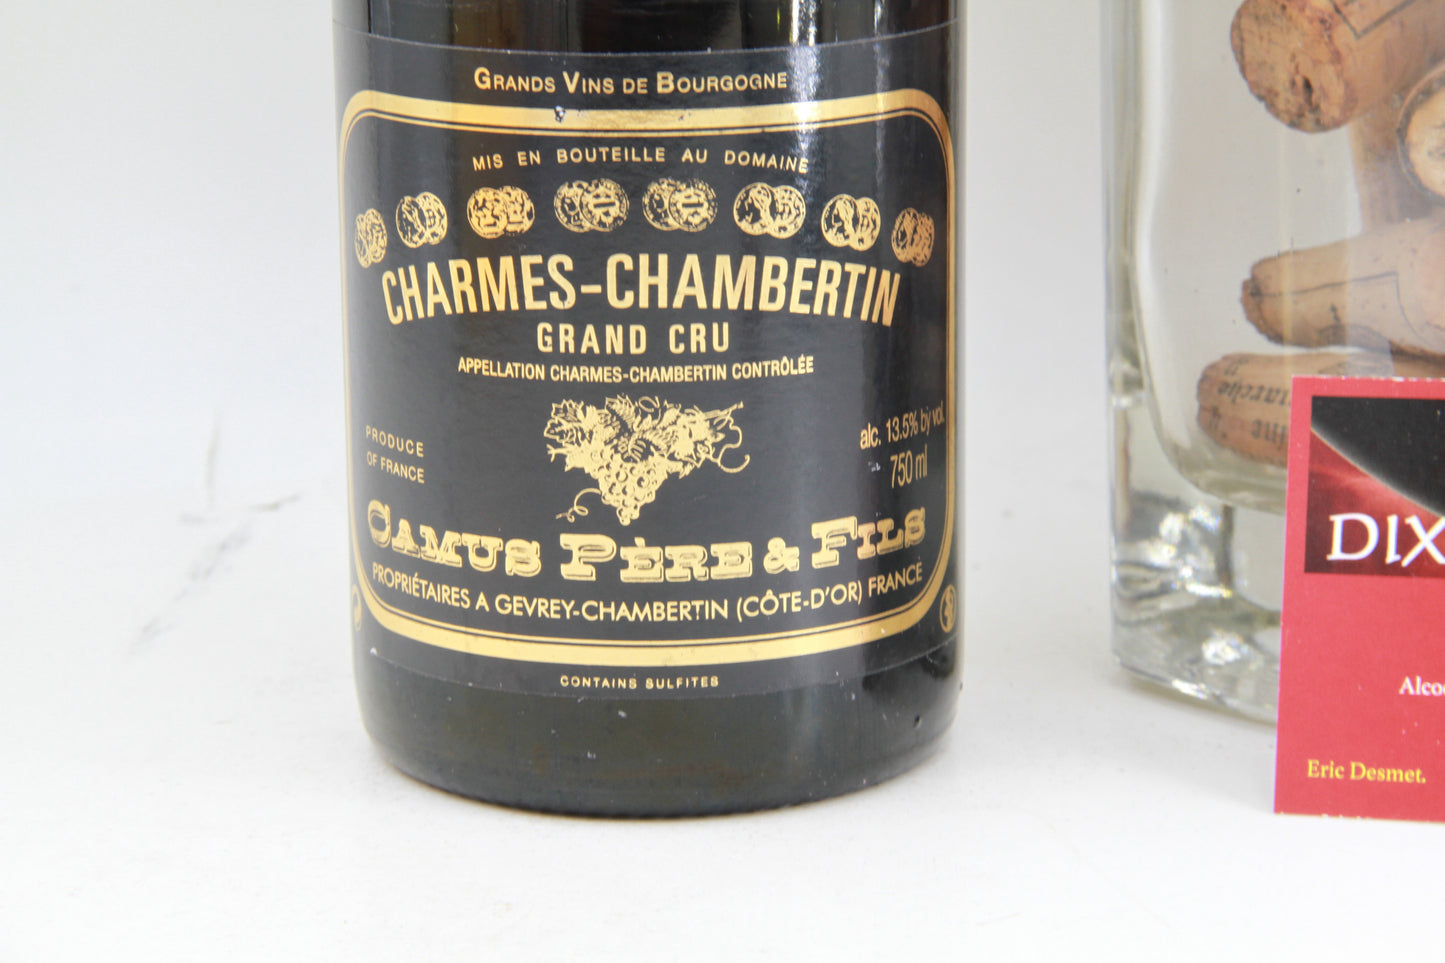 GRANDS VINS DE BOURGOGNE
MIS EN BOUTEILLE AU DOMAINE
CHARMES-CHAMBERTIN
GRAND CRU
APPELLATION CHARMES-CHAMBERTIN CONTRÔLÉE
PRODUCE
OF FRANCE
alc. 13.5% by vol.
750 ml
CAMUS PÈRE & FILS
PROPRIÉTAIRES A GEVREY-CHAMBERTIN (CÔTE-D'OR) FRANCE
CONTAINS SULFITES
DIX
Alcoo
Eric Desmet.